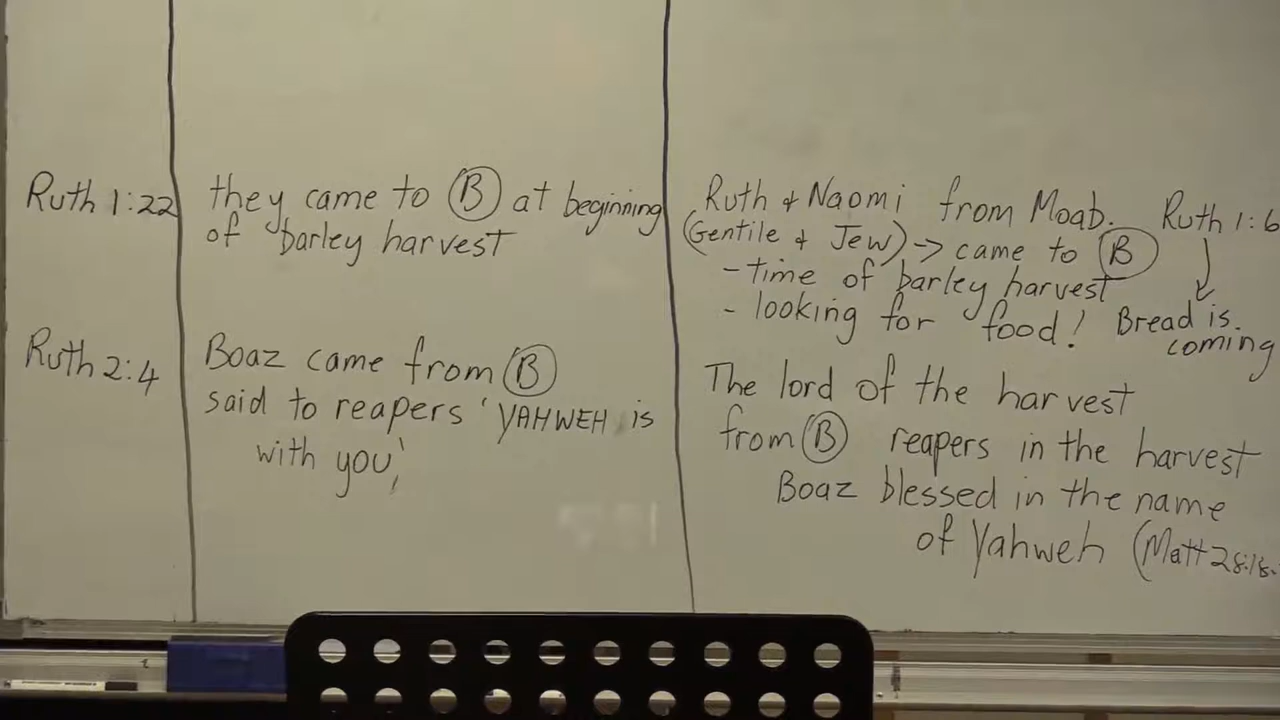 Ruth 1:22
they came to B at beginning
of barley harvest
Ruth & Naomi from Moab. Ruth 1:6
(Gentile & Jew) -> came to B
- time of barley harvest
- looking for food! Bread is
coming
Ruth 2:4
Boaz came from B
said to reapers 'YAHWEH is
with you,'
The lord of the harvest
from B reapers in the harvest
Boaz blessed in the name
of Yahweh (Matt 28:18-